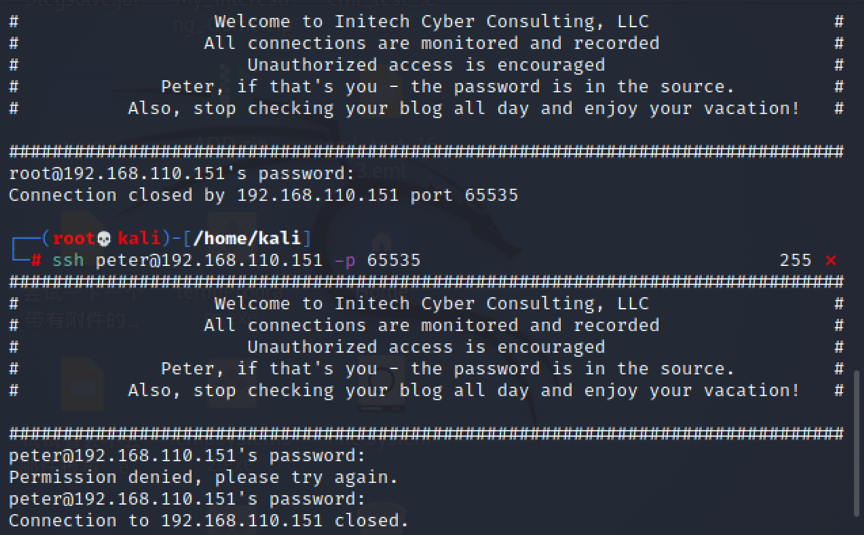 #        Welcome to Initech Cyber Consulting, LLC        #
#        All connections are monitored and recorded        #
#        Unauthorized access is encouraged        #
#        Peter, if that's you - the password is in the source.        #
#        Also, stop checking your blog all day and enjoy your vacation!        #
#############################################################################
root@192.168.110.151's password:
Connection closed by 192.168.110.151 port 65535
┌──(root💀kali)-[/home/kali]
└─# ssh peter@192.168.110.151 -p 65535        255 ⨯
#############################################################################
#        Welcome to Initech Cyber Consulting, LLC        #
#        All connections are monitored and recorded        #
#        Unauthorized access is encouraged        #
#        Peter, if that's you - the password is in the source.        #
#        Also, stop checking your blog all day and enjoy your vacation!        #
#############################################################################
peter@192.168.110.151's password:
Permission denied, please try again.
peter@192.168.110.151's password:
Connection to 192.168.110.151 closed.